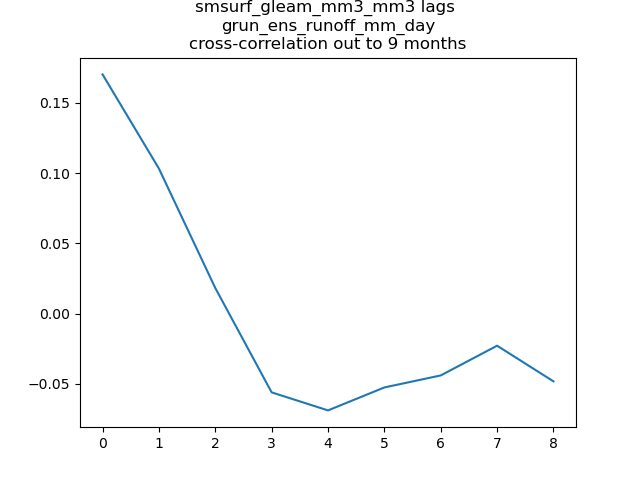 smsurf_gleam_mm3_mm3 lags
grun_ens_runoff_mm_day
cross-correlation out to 9 months
0.15
0.10
0.05
0.00
−0.05
0 1 2 3 4 5 6 7 8